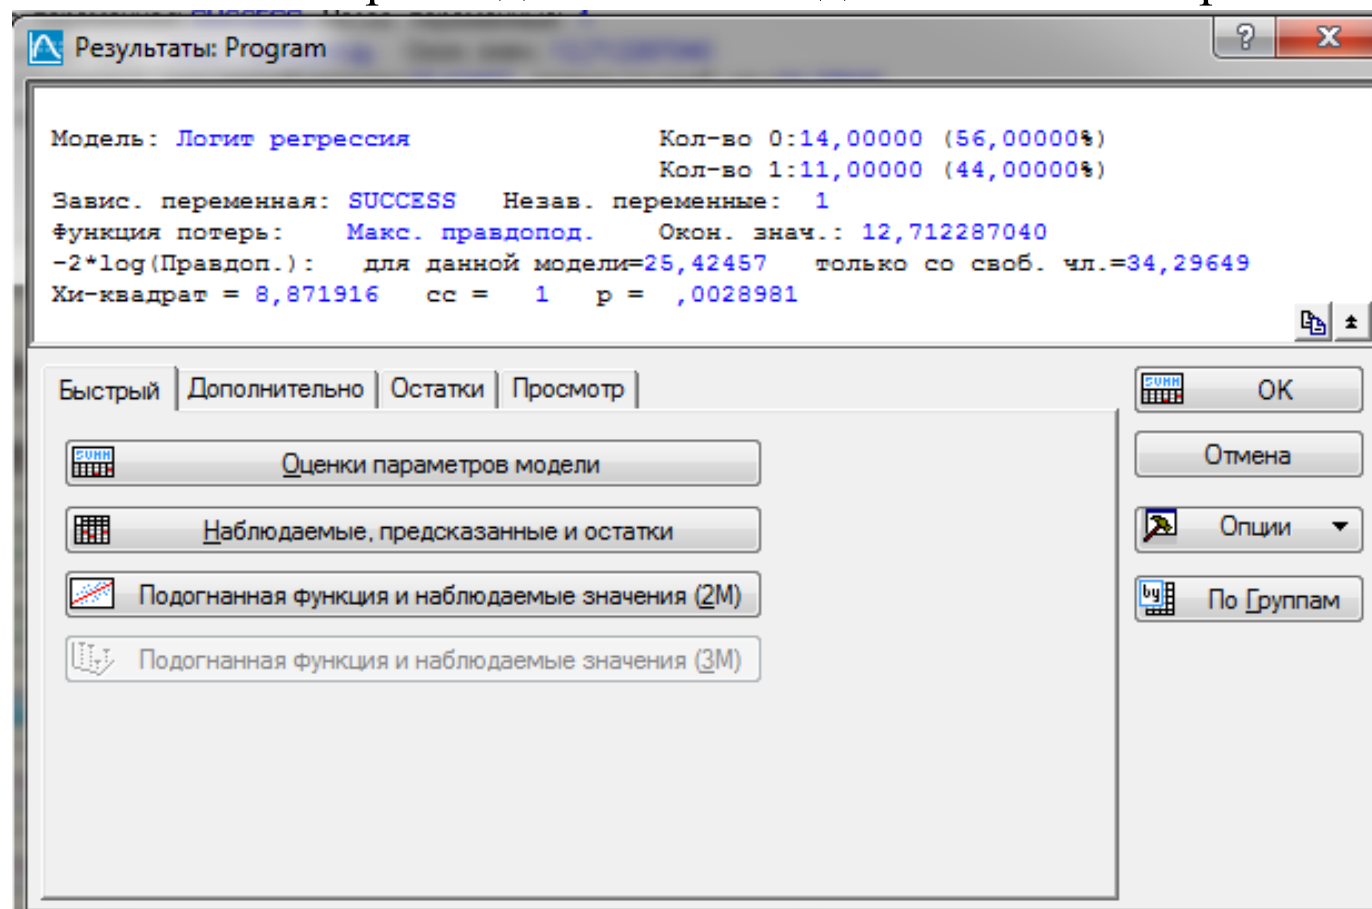 Результаты: Program
Модель: Логит регрессия Кол-во 0:14,00000 (56,00000%)
Кол-во 1:11,00000 (44,00000%)
Завис. переменная: SUCCESS Незав. переменные: 1
Функция потерь: Макс. правдопод. Окон. знач.: 12,712287040
-2*log(Правдоп.): для данной модели=25,42457 только со своб. чл.=34,29649
Хи-квадрат = 8,871916 сс = 1 p = ,0028981
Быстрый Дополнительно Остатки Просмотр
Оценки параметров модели
Наблюдаемые, предсказанные и остатки
Подогнанная функция и наблюдаемые значения (2М)
Подогнанная функция и наблюдаемые значения (3М)
OK
Отмена
Опции
По Группам